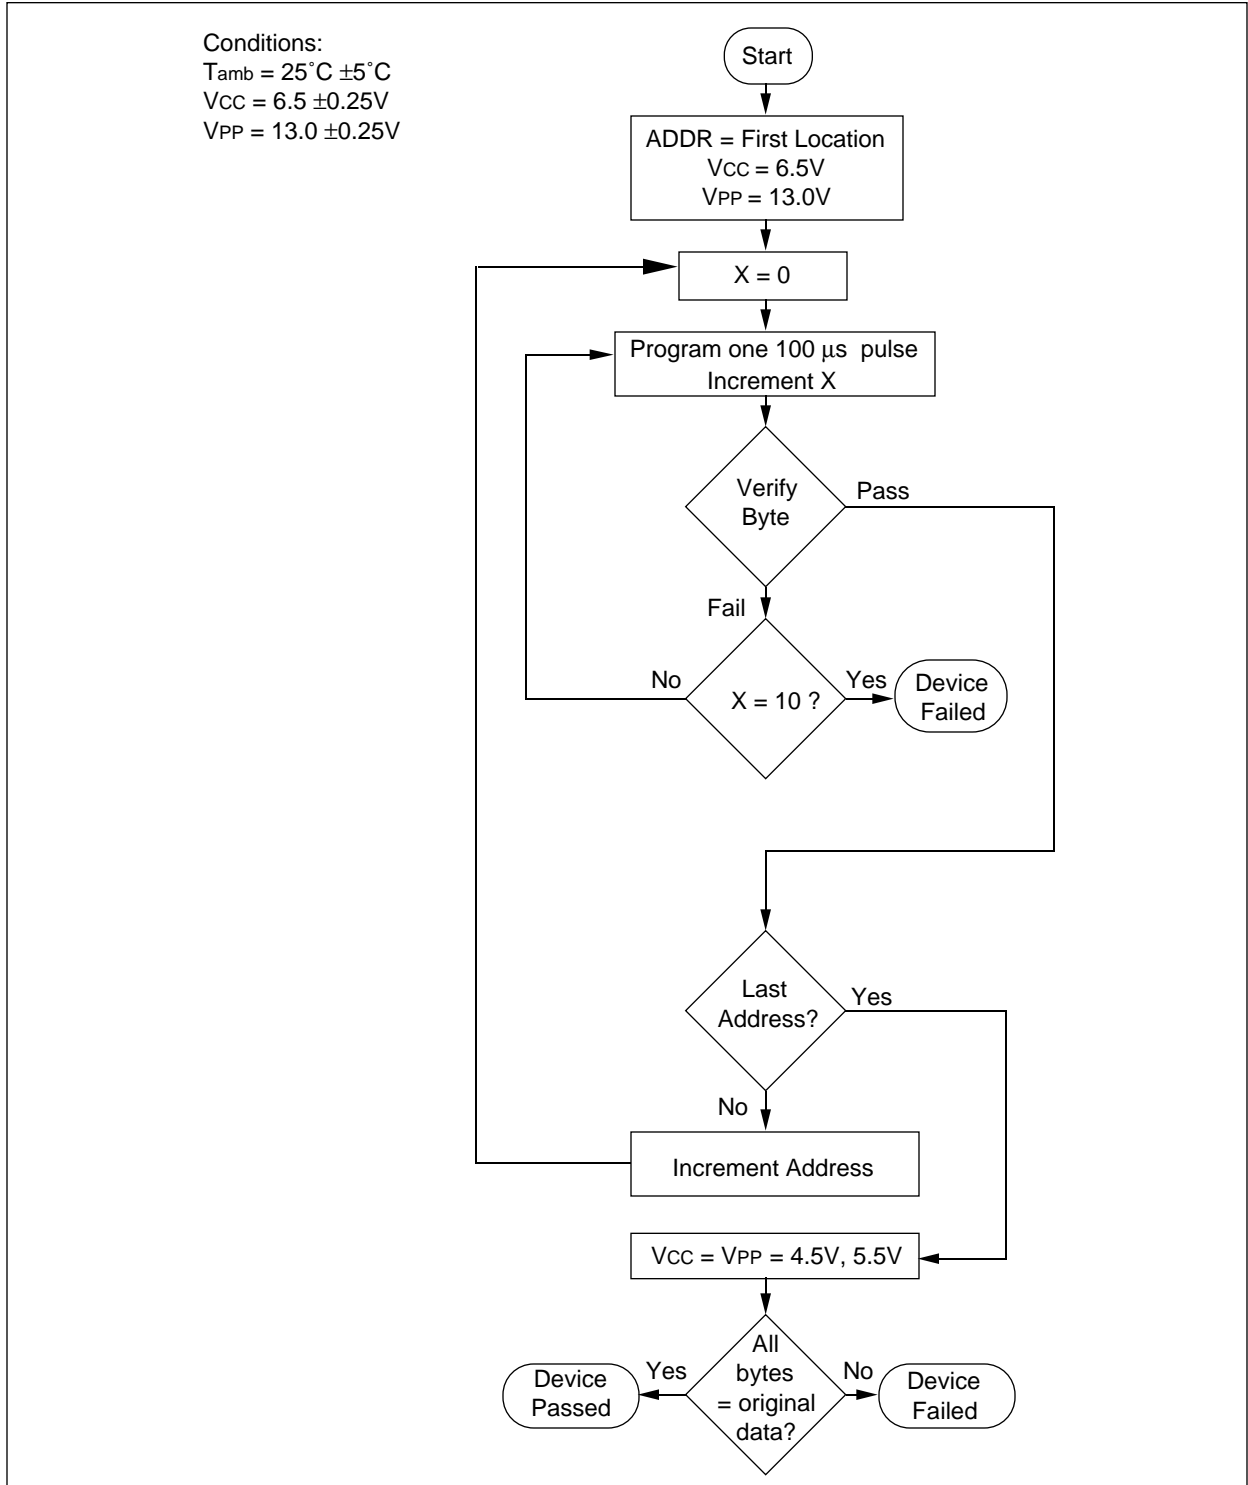 Conditions:
Tamb = 25˚C ±5˚C
VCC = 6.5 ±0.25V
VPP = 13.0 ±0.25V
Start
ADDR = First Location
VCC = 6.5V
VPP = 13.0V
X = 0
Program one 100 μs pulse
Increment X
Verify
Byte
Pass
Fail
No
X = 10 ?
Yes
Device
Failed
Last
Address?
Yes
No
Increment Address
VCC = VPP = 4.5V, 5.5V
All
bytes
= original
data?
Yes
Device
Passed
No
Device
Failed